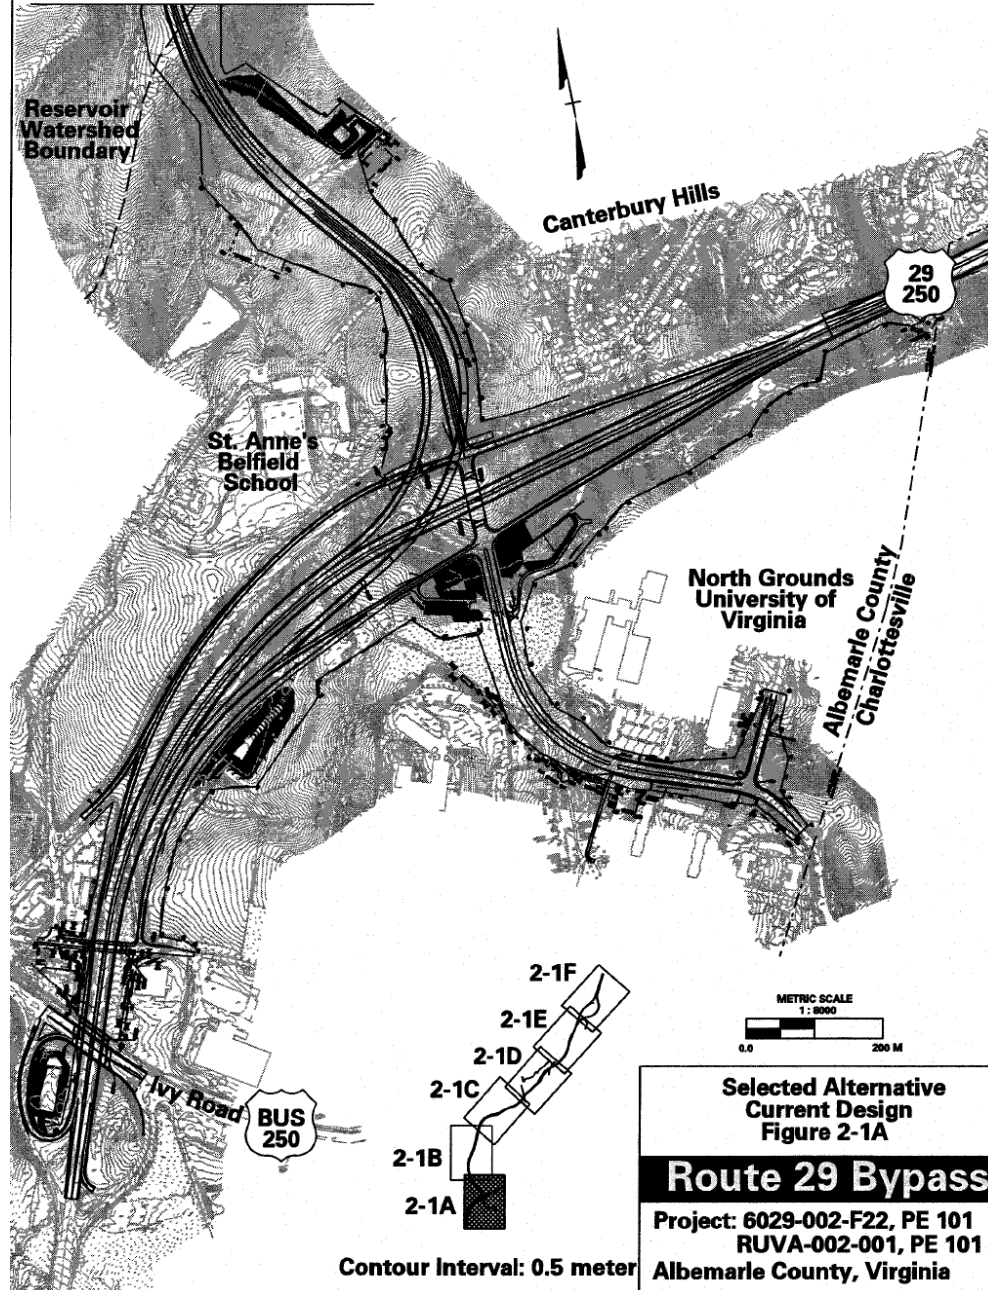 Reservoir
Watershed
Boundary
Canterbury Hills
29
250
St. Anne's
Belfield
School
North Grounds
University of
Virginia
Albemarle County
Charlottesville
Ivy Road
BUS
250
2-1F
2-1E
2-1D
2-1C
2-1B
2-1A
Contour Interval: 0.5 meter
METRIC SCALE
1 : 8000
0.0 200 M
Selected Alternative
Current Design
Figure 2-1A
Route 29 Bypass
Project: 6029-002-F22, PE 101
RUVA-002-001, PE 101
Albemarle County, Virginia